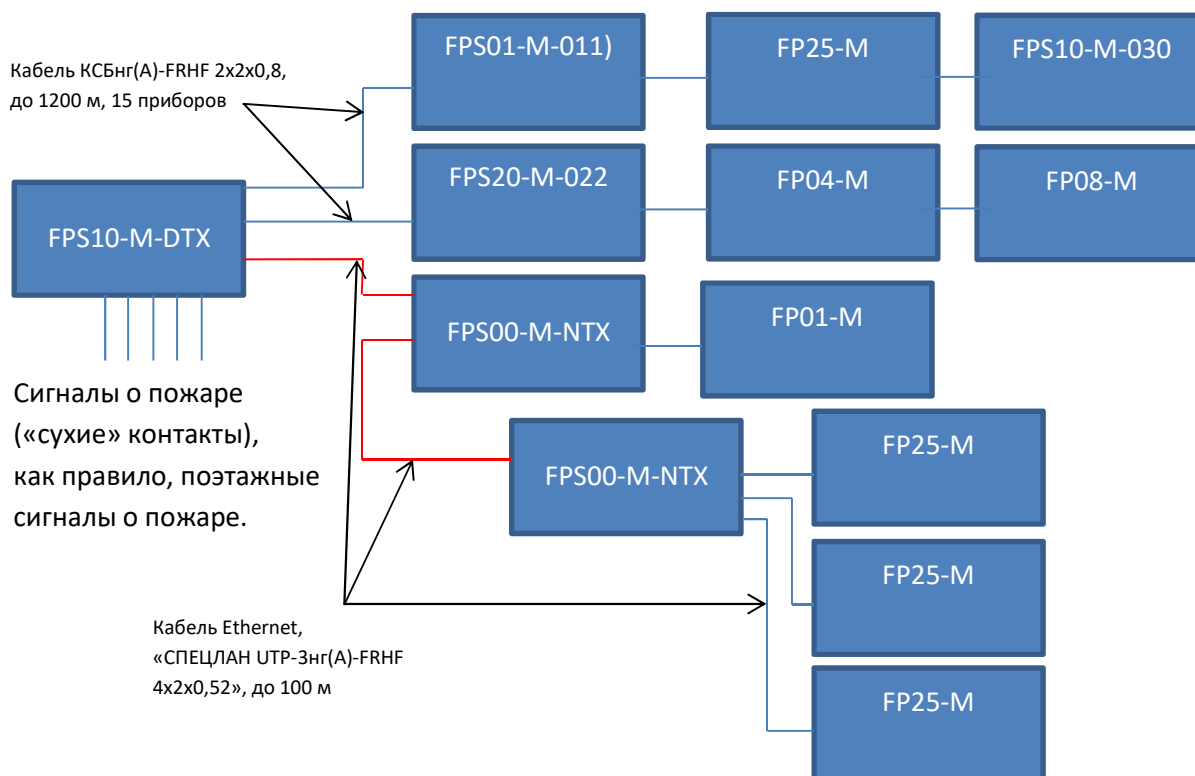 FPS01-M-011)
FP25-M
FPS10-M-030
Кабель КСБнг(А)-FRHF 2х2х0,8,
до 1200 м, 15 приборов
FPS20-M-022
FP04-M
FP08-M
FPS10-M-DTX
FPS00-M-NTX
FP01-M
Сигналы о пожаре
(«сухие» контакты),
как правило, поэтажные
сигналы о пожаре.
FPS00-M-NTX
FP25-M
FP25-M
FP25-M
Кабель Ethernet,
«СПЕЦЛАН UTP-3нг(А)-FRHF
4х2х0,52», до 100 м